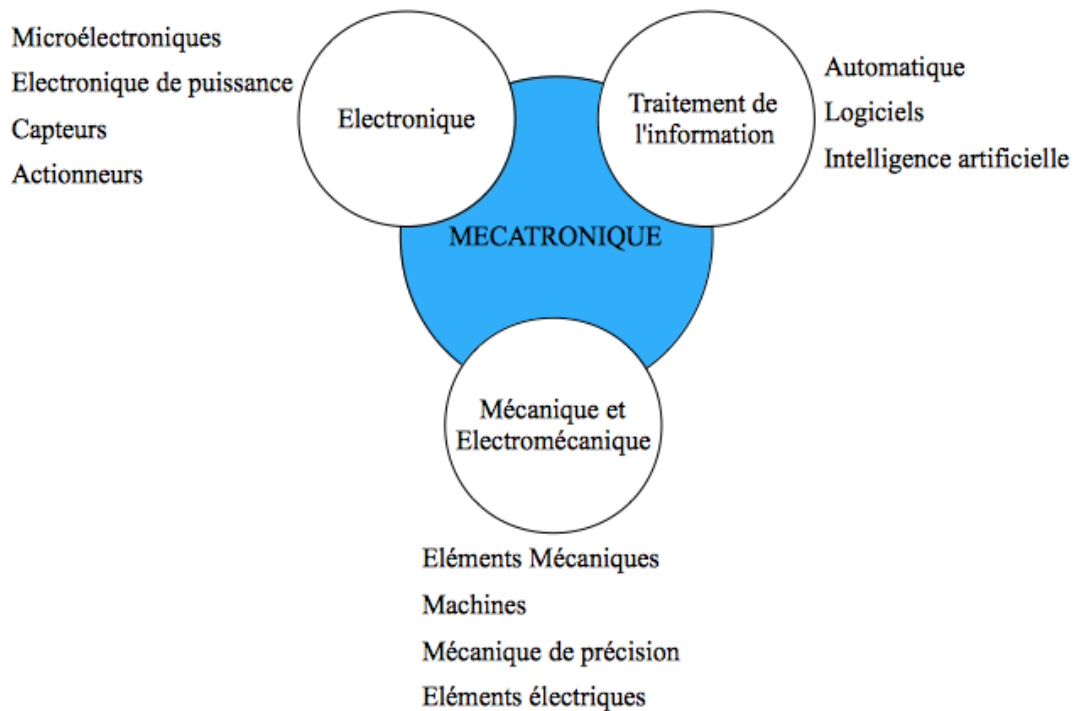 Microélectroniques
Electronique de puissance
Capteurs
Actionneurs
Electronique
Traitement de
l'information
Automatique
Logiciels
Intelligence artificielle
MECATRONIQUE
Mécanique et
Electromécanique
Eléments Mécaniques
Machines
Mécanique de précision
Eléments électriques